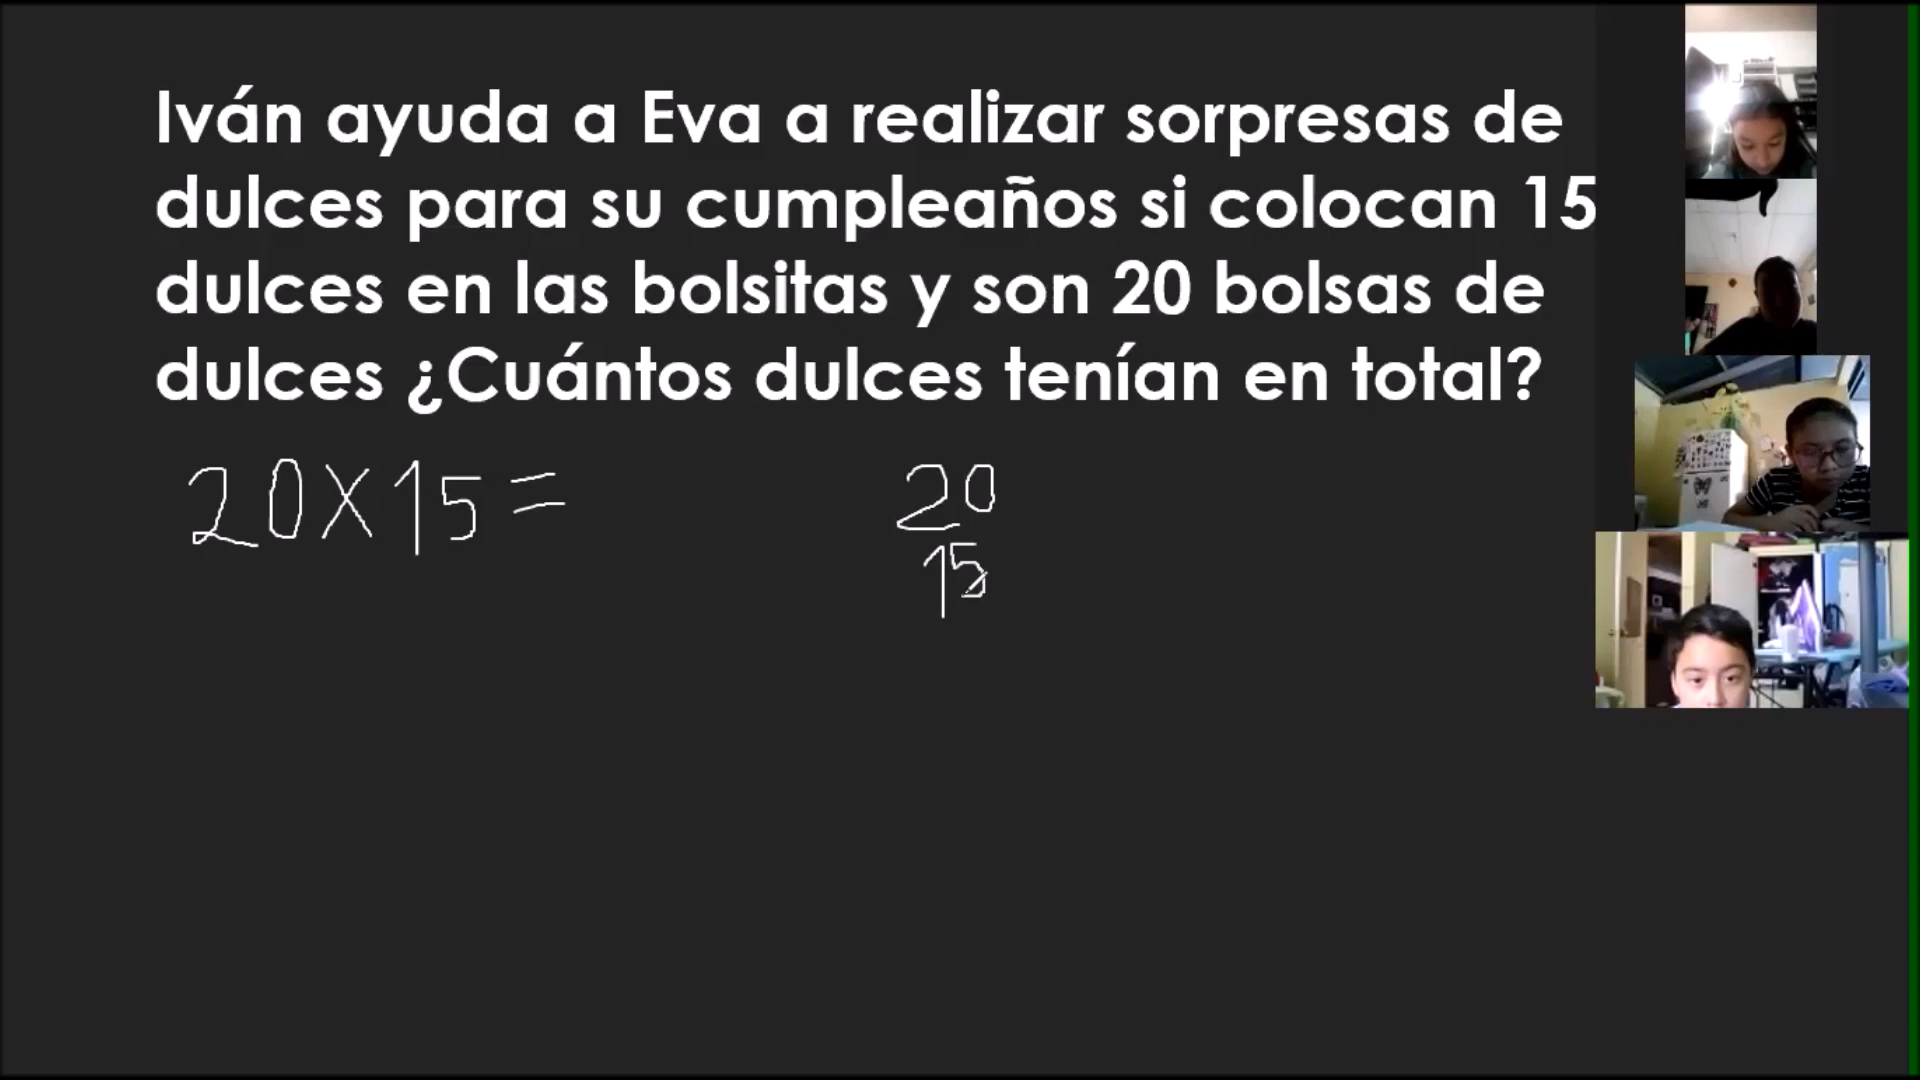 Iván ayuda a Eva a realizar sorpresas de
dulces para su cumpleaños si colocan 15
dulces en las bolsitas y son 20 bolsas de
dulces ¿Cuántos dulces tenían en total?
20x15=
20
15